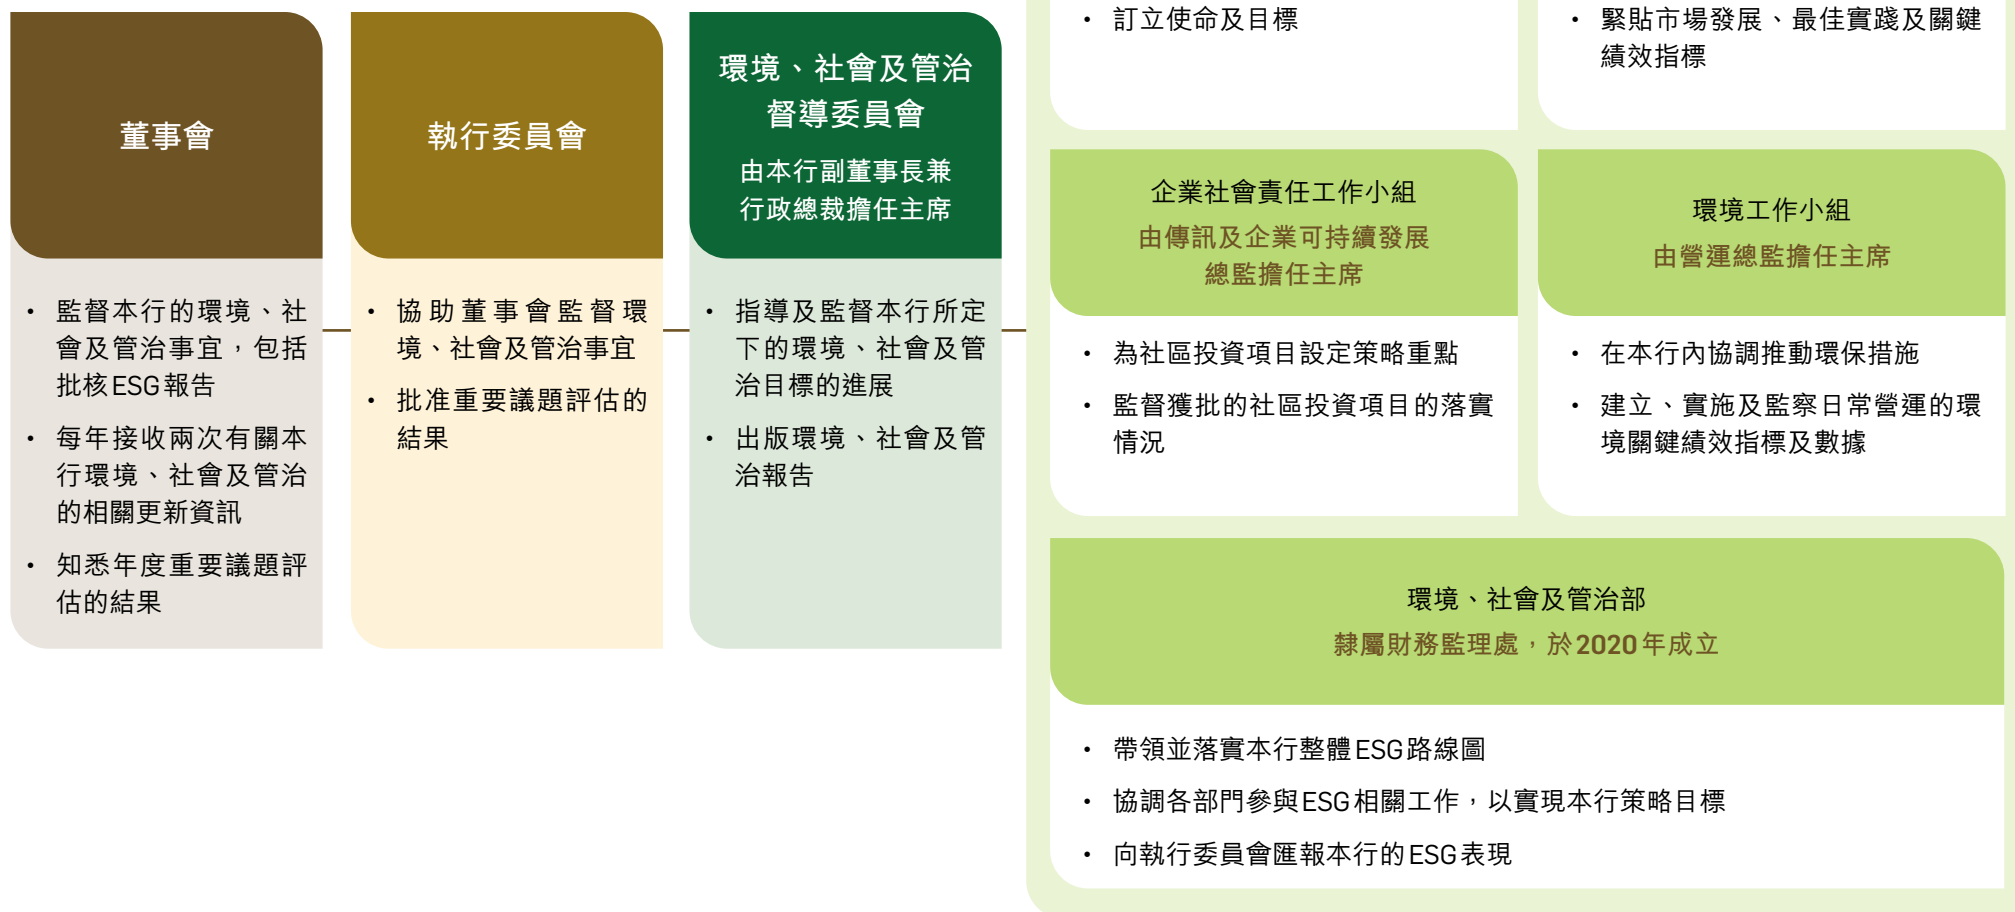 董事會
• 監督本行的環境、社
會及管治事宜，包括
批核ESG報告
• 每年接收兩次有關本
行環境、社會及管治
的相關更新資訊
• 知悉年度重要議題評
估的結果
執行委員會
• 協助董事會監督環
境、社會及管治事宜
• 批准重要議題評估的
結果
環境、社會及管治
督導委員會
由本行副董事長兼
行政總裁擔任主席
• 指導及監督本行所定
下的環境、社會及管
治目標的進展
• 出版環境、社會及管
治報告
• 訂立使命及目標
• 緊貼市場發展、最佳實踐及關鍵
績效指標
企業社會責任工作小組
由傳訊及企業可持續發展
總監擔任主席
• 為社區投資項目設定策略重點
• 監督獲批的社區投資項目的落實
情況
環境工作小組
由營運總監擔任主席
• 在本行內協調推動環保措施
• 建立、實施及監察日常營運的環
境關鍵績效指標及數據
環境、社會及管治部
隸屬財務監理處，於2020年成立
• 帶領並落實本行整體ESG路線圖
• 協調各部門參與ESG相關工作，以實現本行策略目標
• 向執行委員會匯報本行的ESG表現